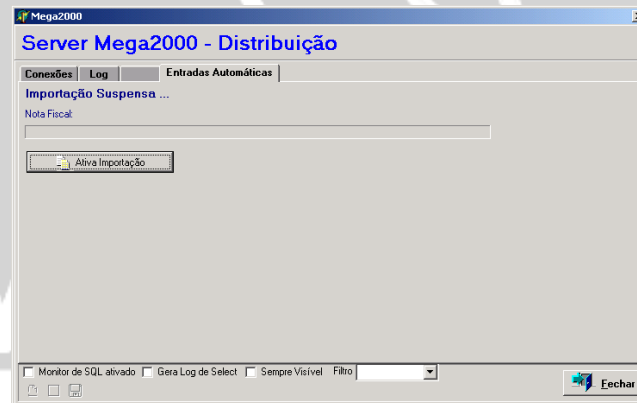 Mega2000
Server Mega2000 - Distribuição
Conexões Log Entradas Automáticas
Importação Suspensa ...
Nota Fiscal:
Ativa Importação
Monitor de SQL ativado Gera Log de Select Sempre Visível Filtro
Fechar